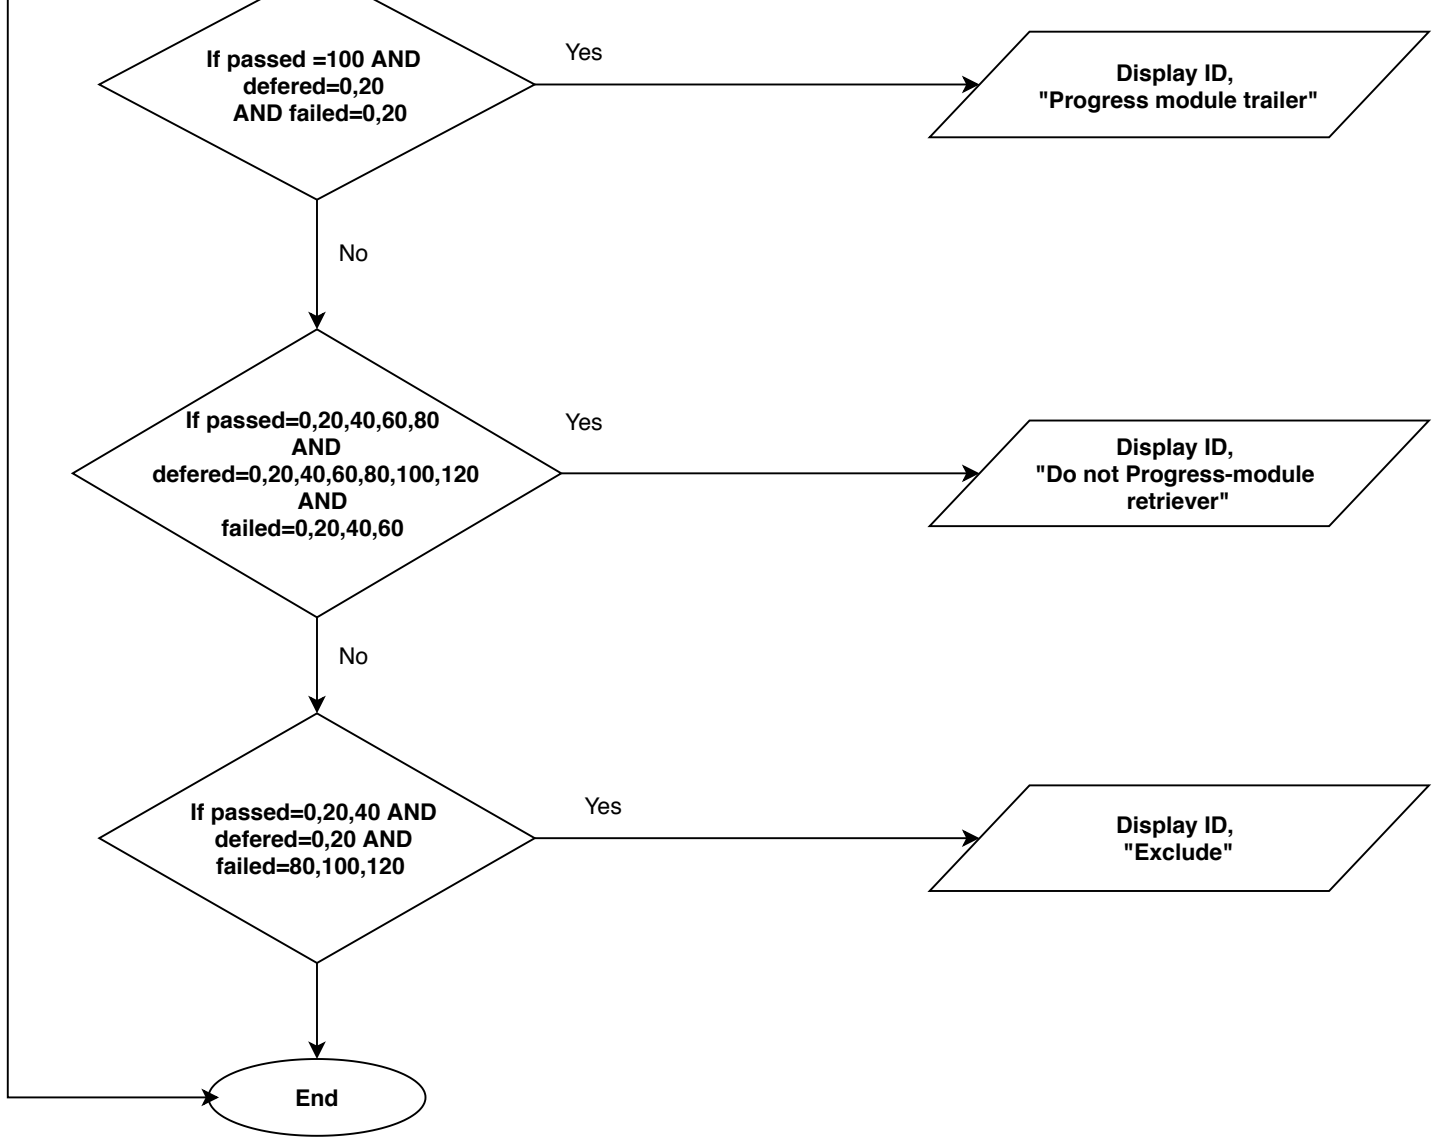 If passed =100 AND
defered=0,20
AND failed=0,20
Yes
Display ID,
"Progress module trailer"
No
If passed=0,20,40,60,80
AND
defered=0,20,40,60,80,100,120
AND
failed=0,20,40,60
Yes
Display ID,
"Do not Progress-module
retriever"
No
If passed=0,20,40 AND
defered=0,20 AND
failed=80,100,120
Yes
Display ID,
"Exclude"
End